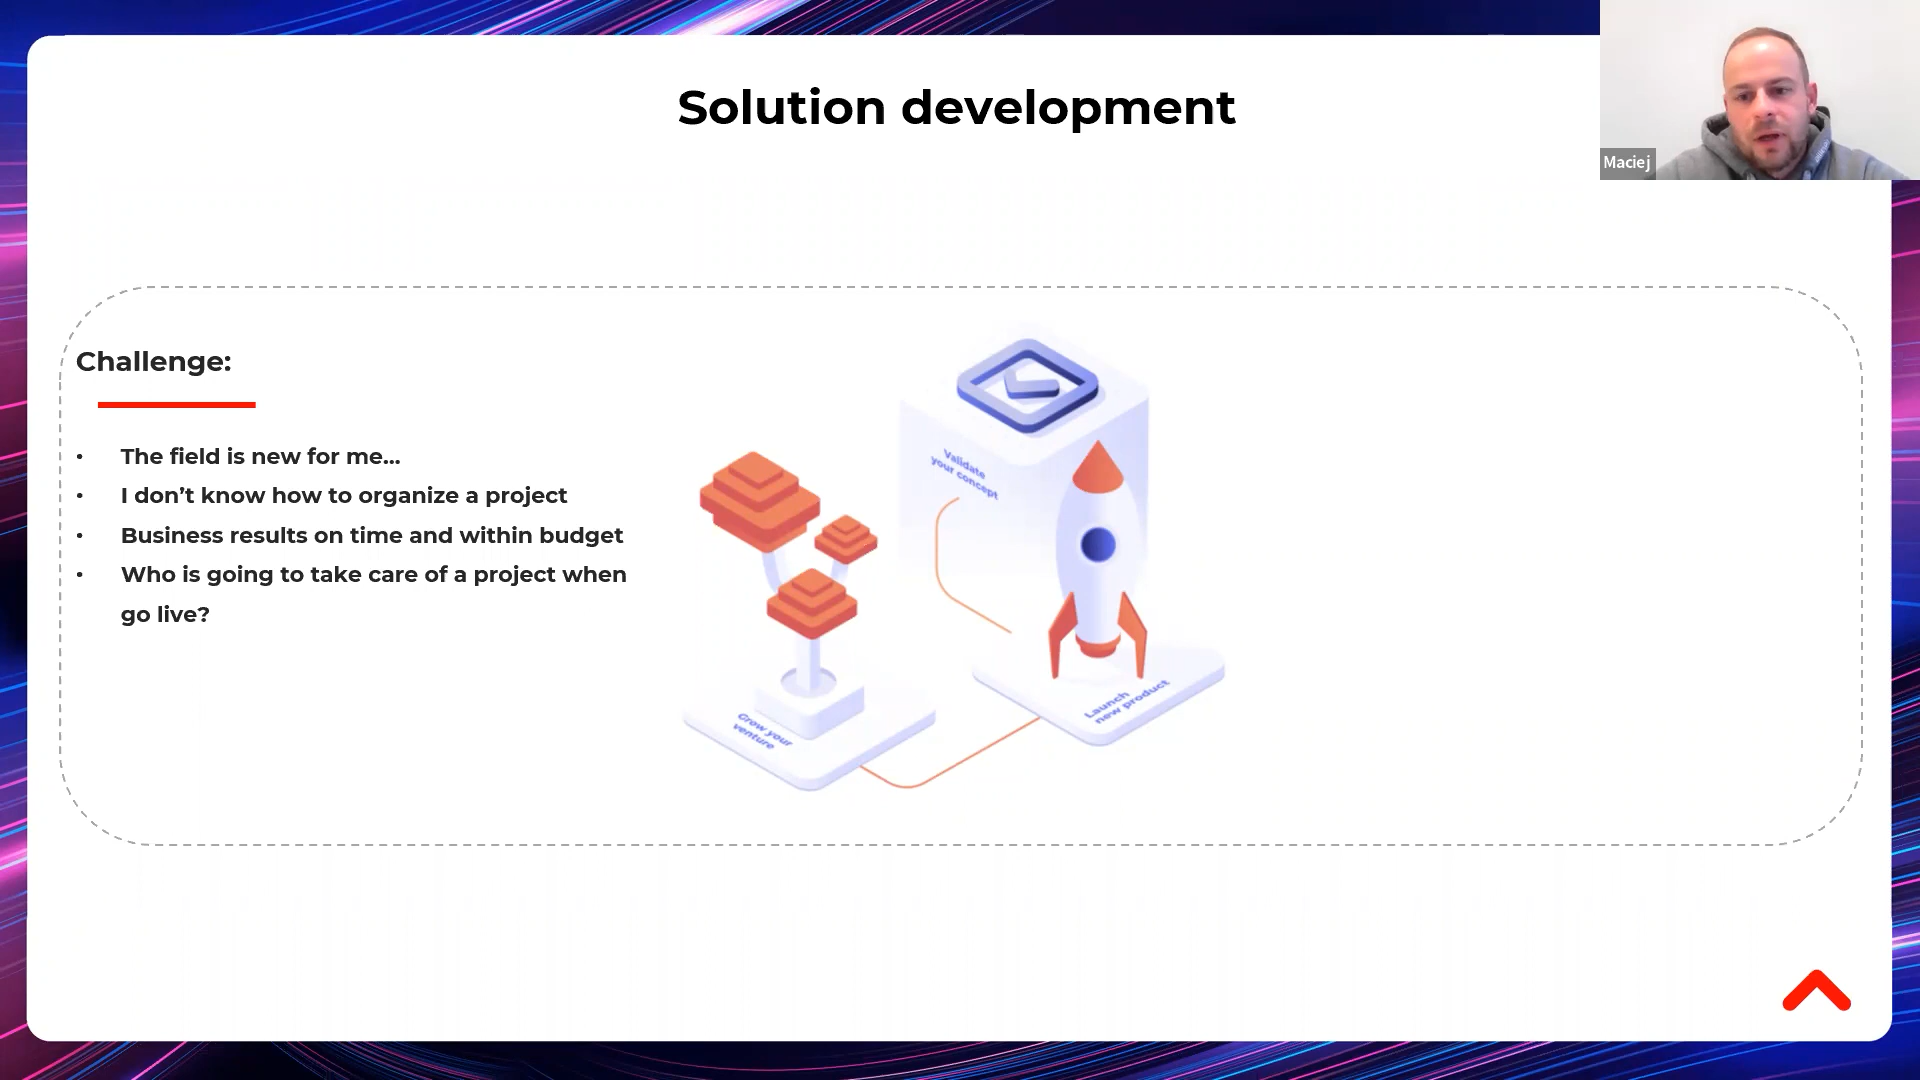 Solution development
Maciej
Challenge:
• The field is new for me...
• I don’t know how to organize a project
• Business results on time and within budget
• Who is going to take care of a project when
go live?
Validate
your concept
Launch
new product
Grow your
venture